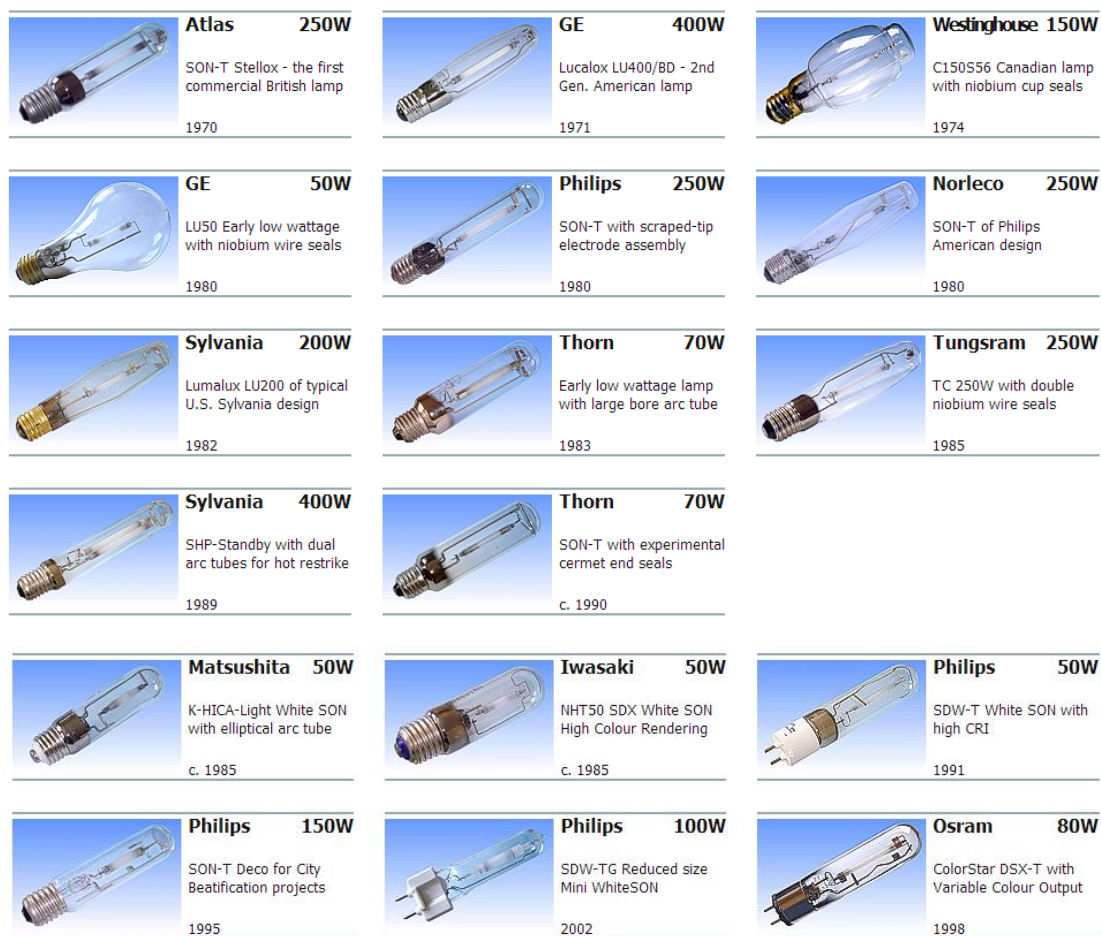 Atlas 250W
SON-T Stellox - the first
commercial British lamp
1970
GE 400W
Lucalox LU400/BD - 2nd
Gen. American lamp
1971
Westinghouse 150W
C150S56 Canadian lamp
with niobium cup seals
1974
GE 50W
LU50 Early low wattage
with niobium wire seals
1980
Philips 250W
SON-T with scraped-tip
electrode assembly
1980
Norleco 250W
SON-T of Philips
American design
1980
Sylvania 200W
Lumalux LU200 of typical
U.S. Sylvania design
1982
Thorn 70W
Early low wattage lamp
with large bore arc tube
1983
Tungsram 250W
TC 250W with double
niobium wire seals
1985
Sylvania 400W
SHP-Standby with dual
arc tubes for hot restrike
1989
Thorn 70W
SON-T with experimental
cermet end seals
c. 1990
Matsushita 50W
K-HICA-Light White SON
with elliptical arc tube
c. 1985
Iwasaki 50W
NHT50 SDX White SON
High Colour Rendering
c. 1985
Philips 50W
SDW-T White SON with
high CRI
1991
Philips 150W
SON-T Deco for City
Beatification projects
1995
Philips 100W
SDW-TG Reduced size
Mini WhiteSON
2002
Osram 80W
ColorStar DSX-T with
Variable Colour Output
1998